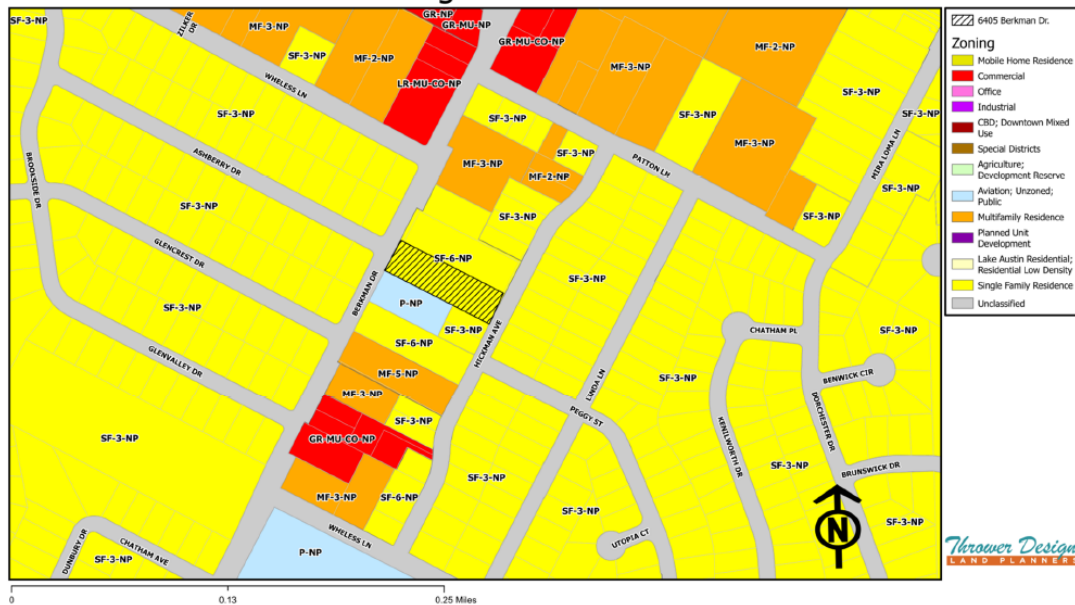 SF-3-NP
ZILKER DR
MF-3-NP
SF-3-NP
MF-2-NP
GR-NP
GR-MU-NP
GR-MU-CO-NP
LR-MU-CO-NP
WHELESS LN
MF-3-NP
MF-2-NP
SF-3-NP
SF-3-NP
SF-3-NP
SF-3-NP
SF-3-NP
ASHBERRY DR
MF-3-NP
SF-3-NP
MF-2-NP
PATTON LN
MF-3-NP
MIRA LOMA LN
SF-3-NP
BROOKSIDE DR
SF-3-NP
SF-3-NP
SF-3-NP
GLENCREST DR
SF-6-NP
SF-3-NP
BERKMAN DR
P-NP
SF-3-NP
HICKMAN AVE
SF-3-NP
SF-6-NP
CHATHAM PL
SF-3-NP
GLENVALLEY DR
MF-5-NP
LINDA LN
SF-3-NP
BENWICK CIR
MF-3-NP
SF-3-NP
PEGGY ST
KENILWORTH DR
DORCHESTER DR
SF-3-NP
GR-MU-CO-NP
SF-3-NP
SF-3-NP
BRUNSWICK DR
MF-3-NP
SF-6-NP
SF-3-NP
SF-3-NP
WHELESS LN
UTOPIA CT
DUNBURY DR
CHATHAM AVE
SF-3-NP
P-NP
N
0
0.13
0.25 Miles
6405 Berkman Dr.
Zoning
Mobile Home Residence
Commercial
Office
Industrial
CBD; Downtown Mixed
Use
Special Districts
Agriculture;
Development Reserve
Aviation; Unzoned;
Public
Multifamily Residence
Planned Unit
Development
Lake Austin Residential;
Residential Low Density
Single Family Residence
Unclassified
Thrower Design
LAND PLANNERS